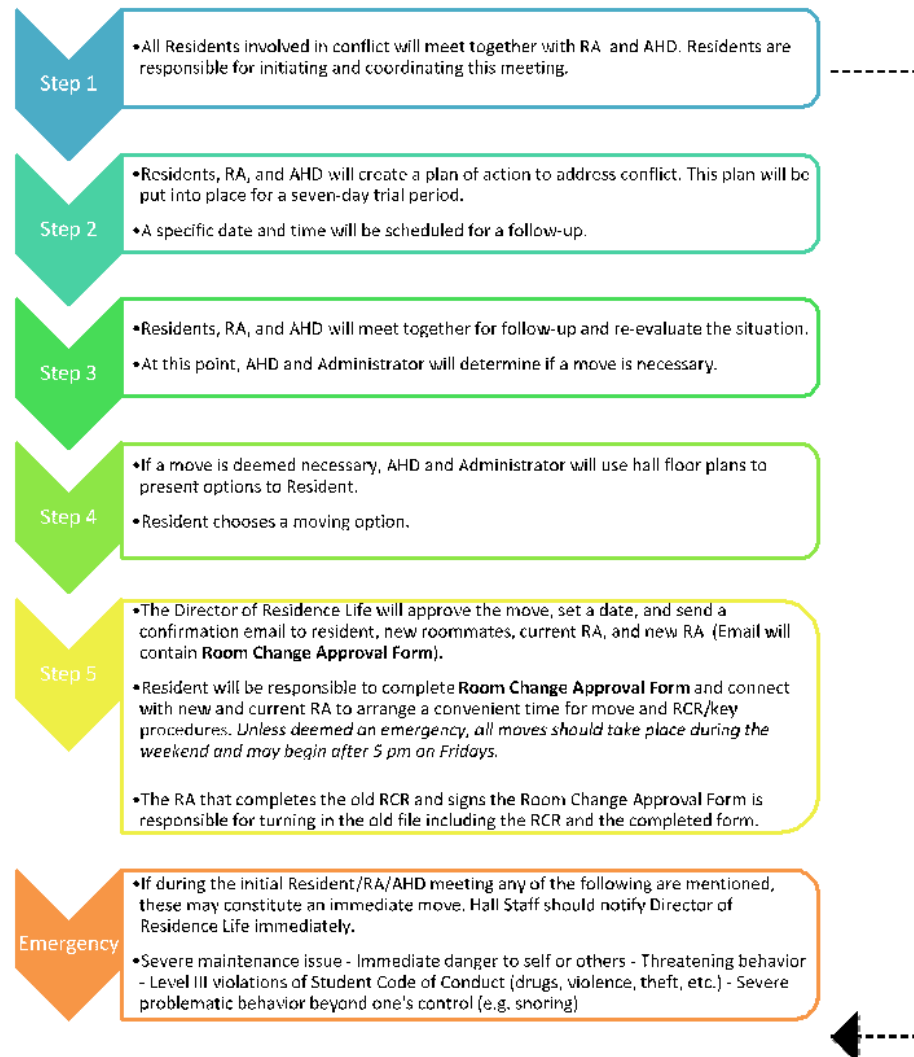 Step 1
•All Residents involved in conflict will meet together with RA and AHD. Residents are
responsible for initiating and coordinating this meeting.
Step 2
•Residents, RA, and AHD will create a plan of action to address conflict. This plan will be
put into place for a seven-day trial period.
•A specific date and time will be scheduled for a follow-up.
Step 3
•Residents, RA, and AHD will meet together for follow-up and re-evaluate the situation.
•At this point, AHD and Administrator will determine if a move is necessary.
Step 4
•If a move is deemed necessary, AHD and Administrator will use hall floor plans to
present options to Resident.
•Resident chooses a moving option.
Step 5
•The Director of Residence Life will approve the move, set a date, and send a
confirmation email to resident, new roommates, current RA, and new RA (Email will
contain Room Change Approval Form).
•Resident will be responsible to complete Room Change Approval Form and connect
with new and current RA to arrange a convenient time for move and RCR/key
procedures. Unless deemed an emergency, all moves should take place during the
weekend and may begin after 5 pm on Fridays.
•The RA that completes the old RCR and signs the Room Change Approval Form is
responsible for turning in the old file including the RCR and the completed form.
Emergency
•If during the initial Resident/RA/AHD meeting any of the following are mentioned,
these may constitute an immediate move. Hall Staff should notify Director of
Residence Life immediately.
•Severe maintenance issue - Immediate danger to self or others - Threatening behavior
- Level III violations of Student Code of Conduct (drugs, violence, theft, etc.) - Severe
problematic behavior beyond one's control (e.g. snoring)